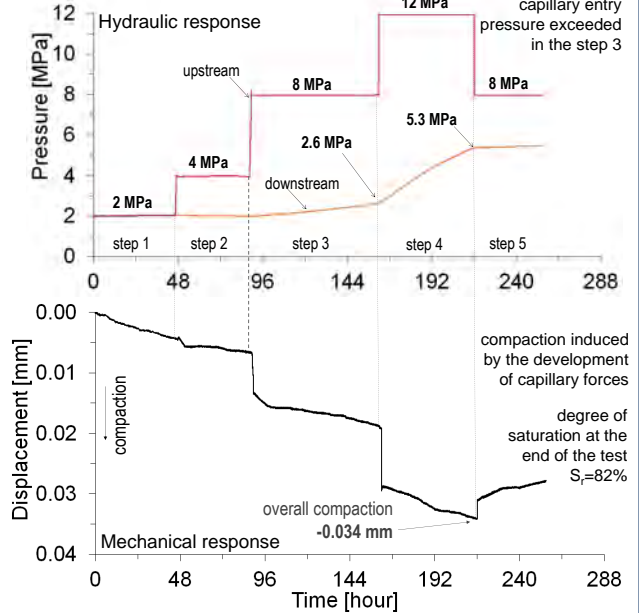 12 MPa
capillary entry
pressure exceeded
in the step 3
Hydraulic response
Pressure [MPa]
12
10
8
6
4
2
0
upstream
8 MPa
8 MPa
5.3 MPa
2.6 MPa
4 MPa
downstream
2 MPa
step 1
step 2
step 3
step 4
step 5
0
48
96
144
192
240
288
Displacement [mm]
0.00
0.01
0.02
0.03
0.04
compaction
compaction induced
by the development
of capillary forces
degree of
saturation at the
end of the test
Sr=82%
overall compaction
-0.034 mm
Mechanical response
0
48
96
144
192
240
288
Time [hour]